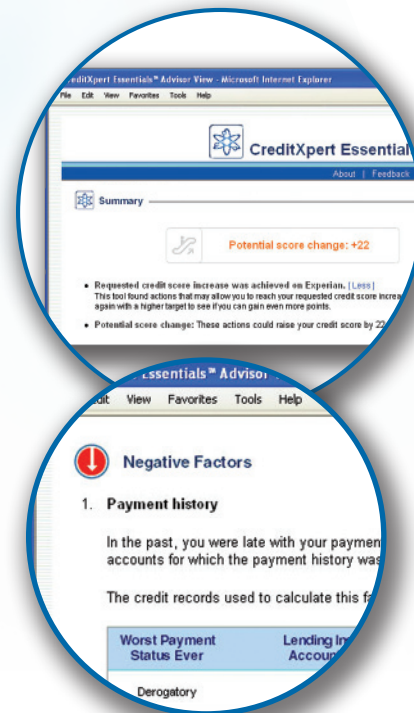 CreditXpert Essentials™ Advisor View - Microsoft Internet Explorer
File Edit View Favorites Tools Help
CreditXpert Essential
About | Feedback
Summary
Potential score change: +22
• Requested credit score increase was achieved on Experian. [Less]
This tool found actions that may allow you to reach your requested credit score increa
again with a higher target to see if you can gain even more points.
• Potential score change: These actions could raise your credit score by 22
Essentials™ Advisor
Edit View Favorites Tools Help
Negative Factors
1. Payment history
In the past, you were late with your paymen
accounts for which the payment history was
The credit records used to calculate this fa
Worst Payment Lending In
Status Ever Accoun
Derogatory